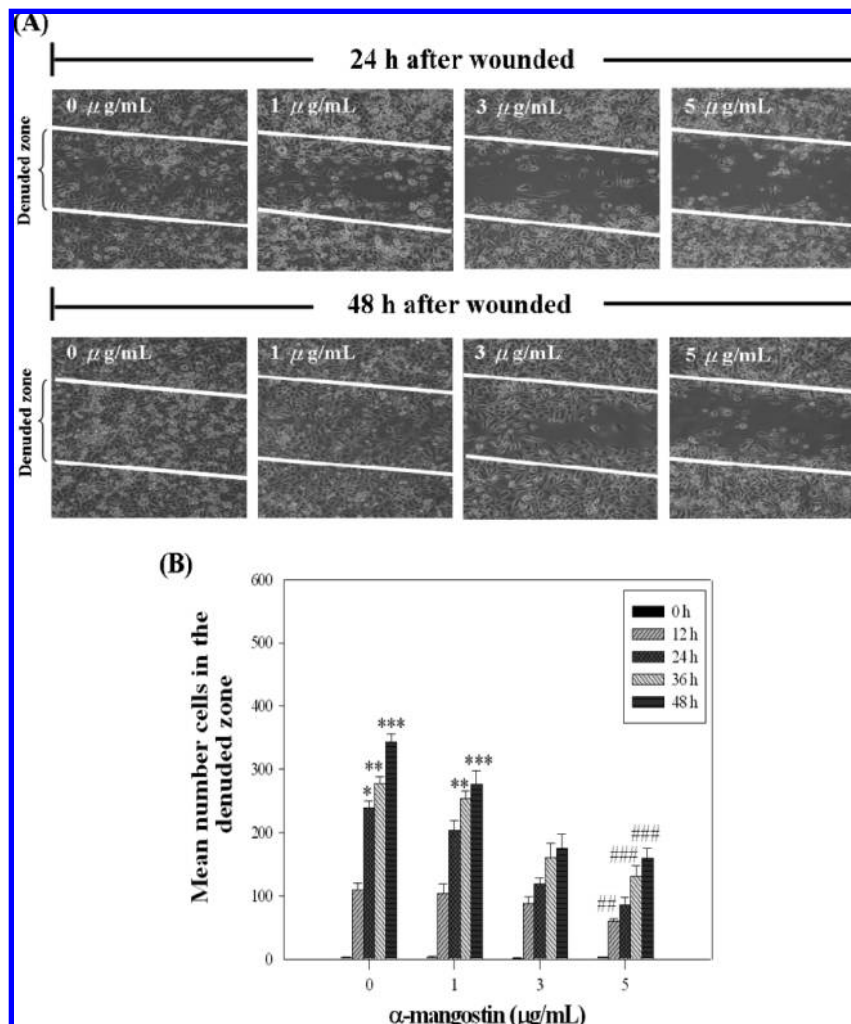 (A)
24 h after wounded
0 μg/mL 1 μg/mL 3 μg/mL 5 μg/mL
Denuded zone
48 h after wounded
0 μg/mL 1 μg/mL 3 μg/mL 5 μg/mL
Denuded zone
(B)
Mean number cells in the
denuded zone
600
500
400
300
200
100
0
0 h
12 h
24 h
36 h
48 h
* ** ***
** ***
## ### ###
0 1 3 5
α-mangostin (μg/mL)